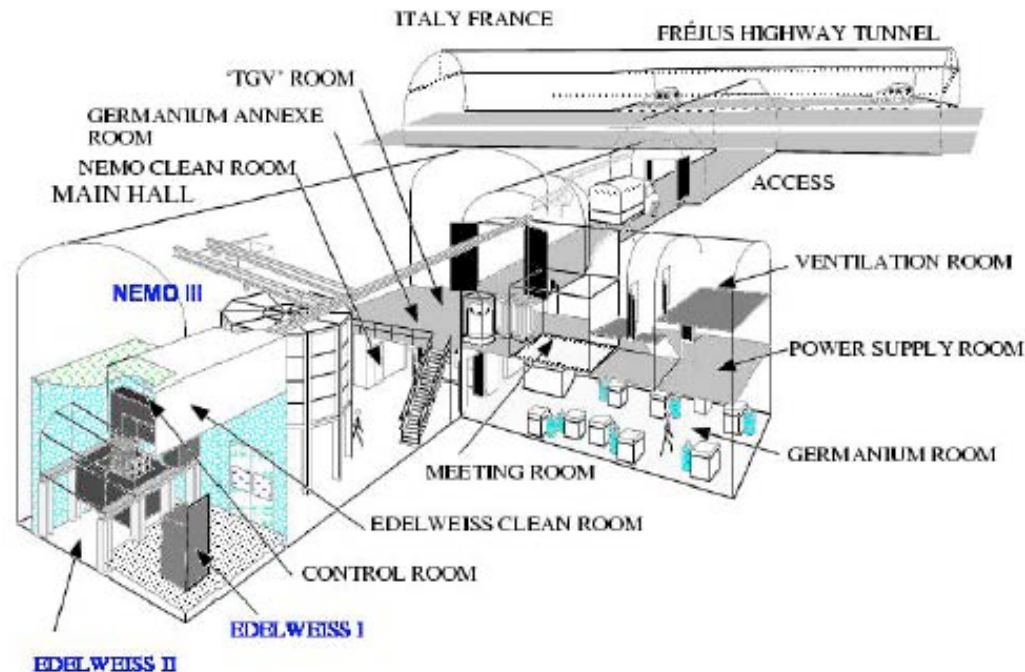 ITALY FRANCE
FRÉJUS HIGHWAY TUNNEL
'TGV' ROOM
GERMANIUM ANNEXE
ROOM
NEMO CLEAN ROOM
MAIN HALL
ACCESS
VENTILATION ROOM
NEMO III
POWER SUPPLY ROOM
GERMANIUM ROOM
MEETING ROOM
EDELWEISS CLEAN ROOM
CONTROL ROOM
EDELWEISS I
EDELWEISS II